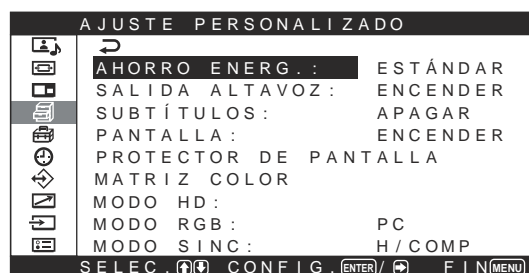 AJUSTE PERSONALIZADO
AHORRO ENERG.: ESTÁNDAR
SALIDA ALTAVOZ: ENCENDER
SUBTÍTULOS: APAGAR
PANTALLA: ENCENDER
PROTECTOR DE PANTALLA
MATRIZ COLOR
MODO HD:
MODO RGB: PC
MODO SINC: H/COMP
SELEC. CONFIG. ENTER / FIN MENU